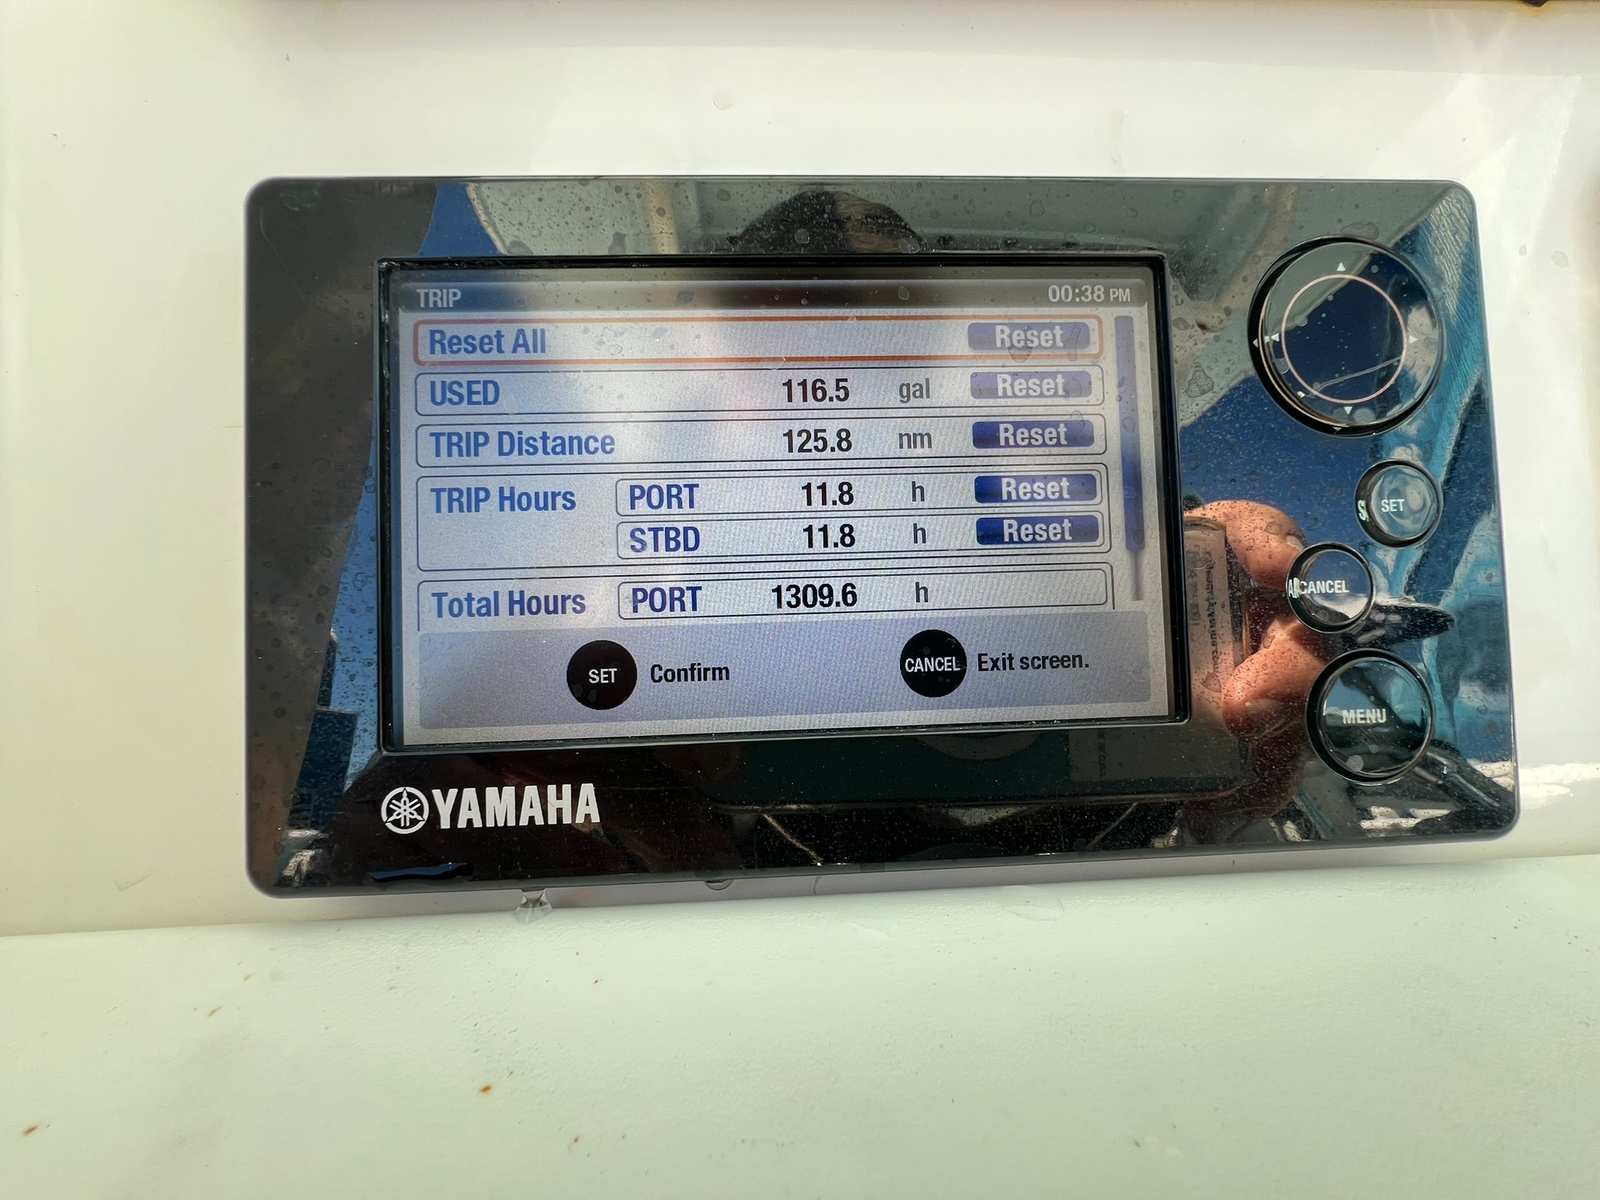 TRIP 00:38 PM
Reset All Reset
USED 116.5 gal Reset
TRIP Distance 125.8 nm Reset
TRIP Hours PORT 11.8 h Reset
STBD 11.8 h Reset
Total Hours PORT 1309.6 h
SET Confirm CANCEL Exit screen.
YAMAHA
SET
CANCEL
MENU